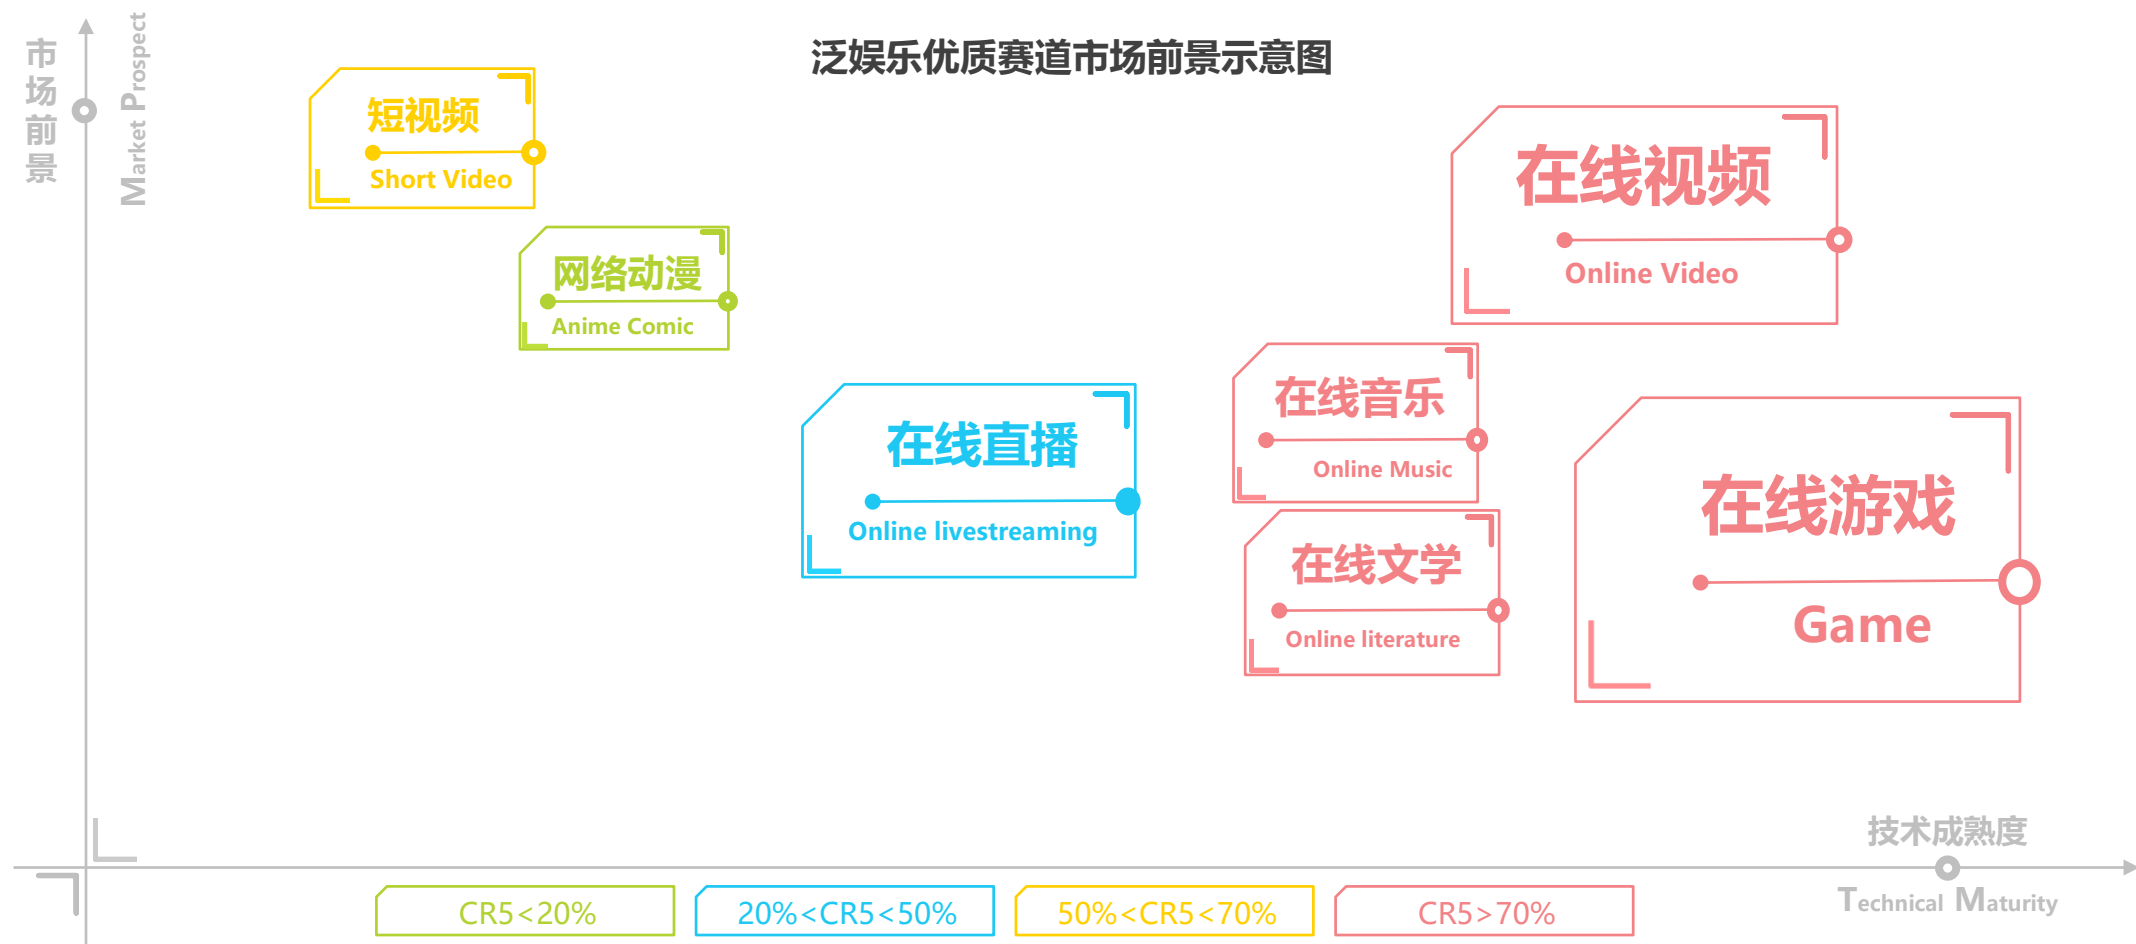 泛娱乐优质赛道市场前景示意图
市场前景
Market Prospect
短视频
Short Video
网络动漫
Anime Comic
在线直播
Online livestreaming
在线视频
Online Video
在线音乐
Online Music
在线文学
Online literature
在线游戏
Game
技术成熟度
Technical Maturity
CR5<20%
20%<CR5<50%
50%<CR5<70%
CR5>70%